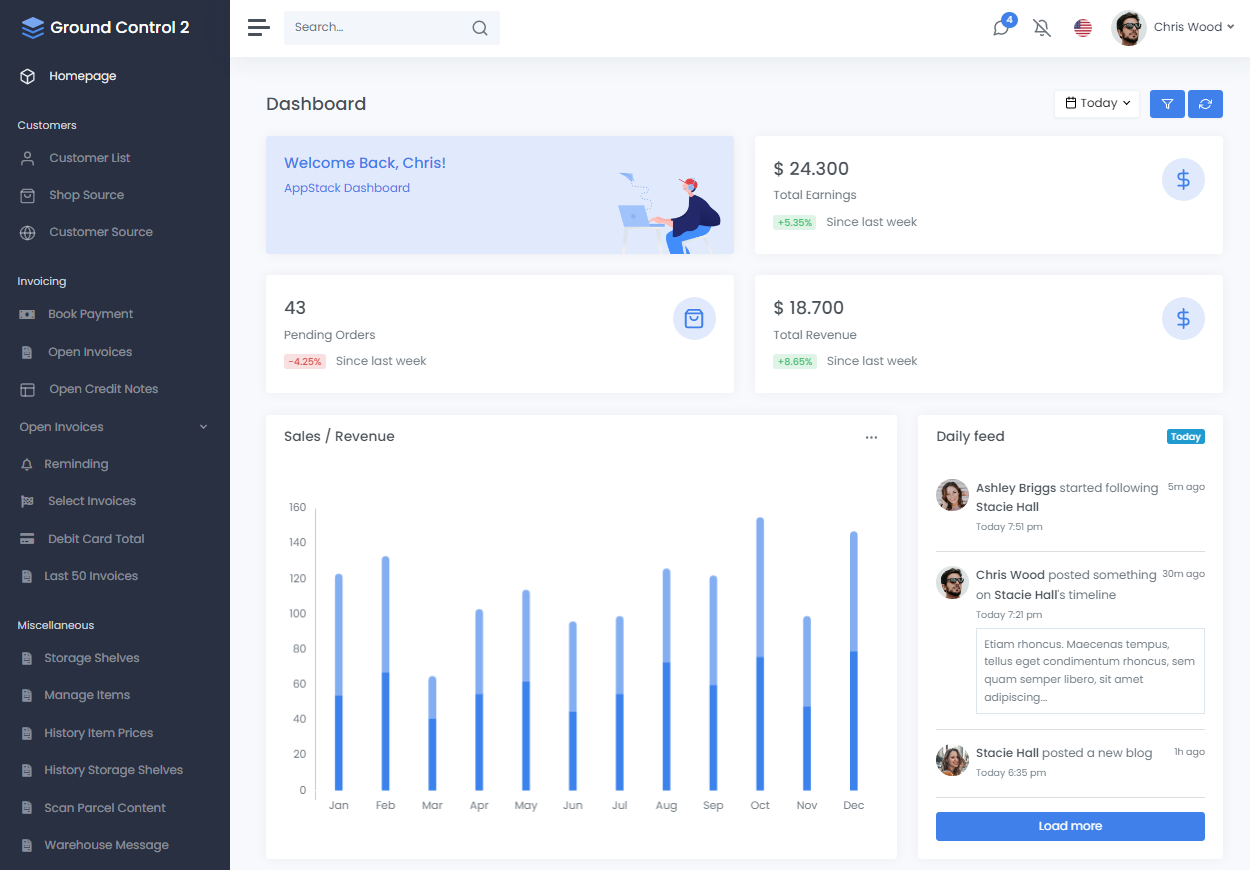 Ground Control 2
Homepage
Customers
Customer List
Shop Source
Customer Source
Invoicing
Book Payment
Open Invoices
Open Credit Notes
Open Invoices
Reminding
Select Invoices
Debit Card Total
Last 50 Invoices
Miscellaneous
Storage Shelves
Manage Items
History Item Prices
History Storage Shelves
Scan Parcel Content
Warehouse Message
Search...
4
Chris Wood
Dashboard
Today
Welcome Back, Chris!
AppStack Dashboard
$ 24.300
Total Earnings
+5.35% Since last week
43
Pending Orders
-4.25% Since last week
$ 18.700
Total Revenue
+8.65% Since last week
Sales / Revenue
160
140
120
100
80
60
40
20
0
Jan Feb Mar Apr May Jun Jul Aug Sep Oct Nov Dec
Daily feed Today
Ashley Briggs started following 5m ago
Stacie Hall
Today 7:51 pm
Chris Wood posted something 30m ago
on Stacie Hall's timeline
Today 7:21 pm
Etiam rhoncus. Maecenas tempus,
tellus eget condimentum rhoncus, sem
quam semper libero, sit amet
adipiscing...
Stacie Hall posted a new blog 1h ago
Today 6:35 pm
Load more